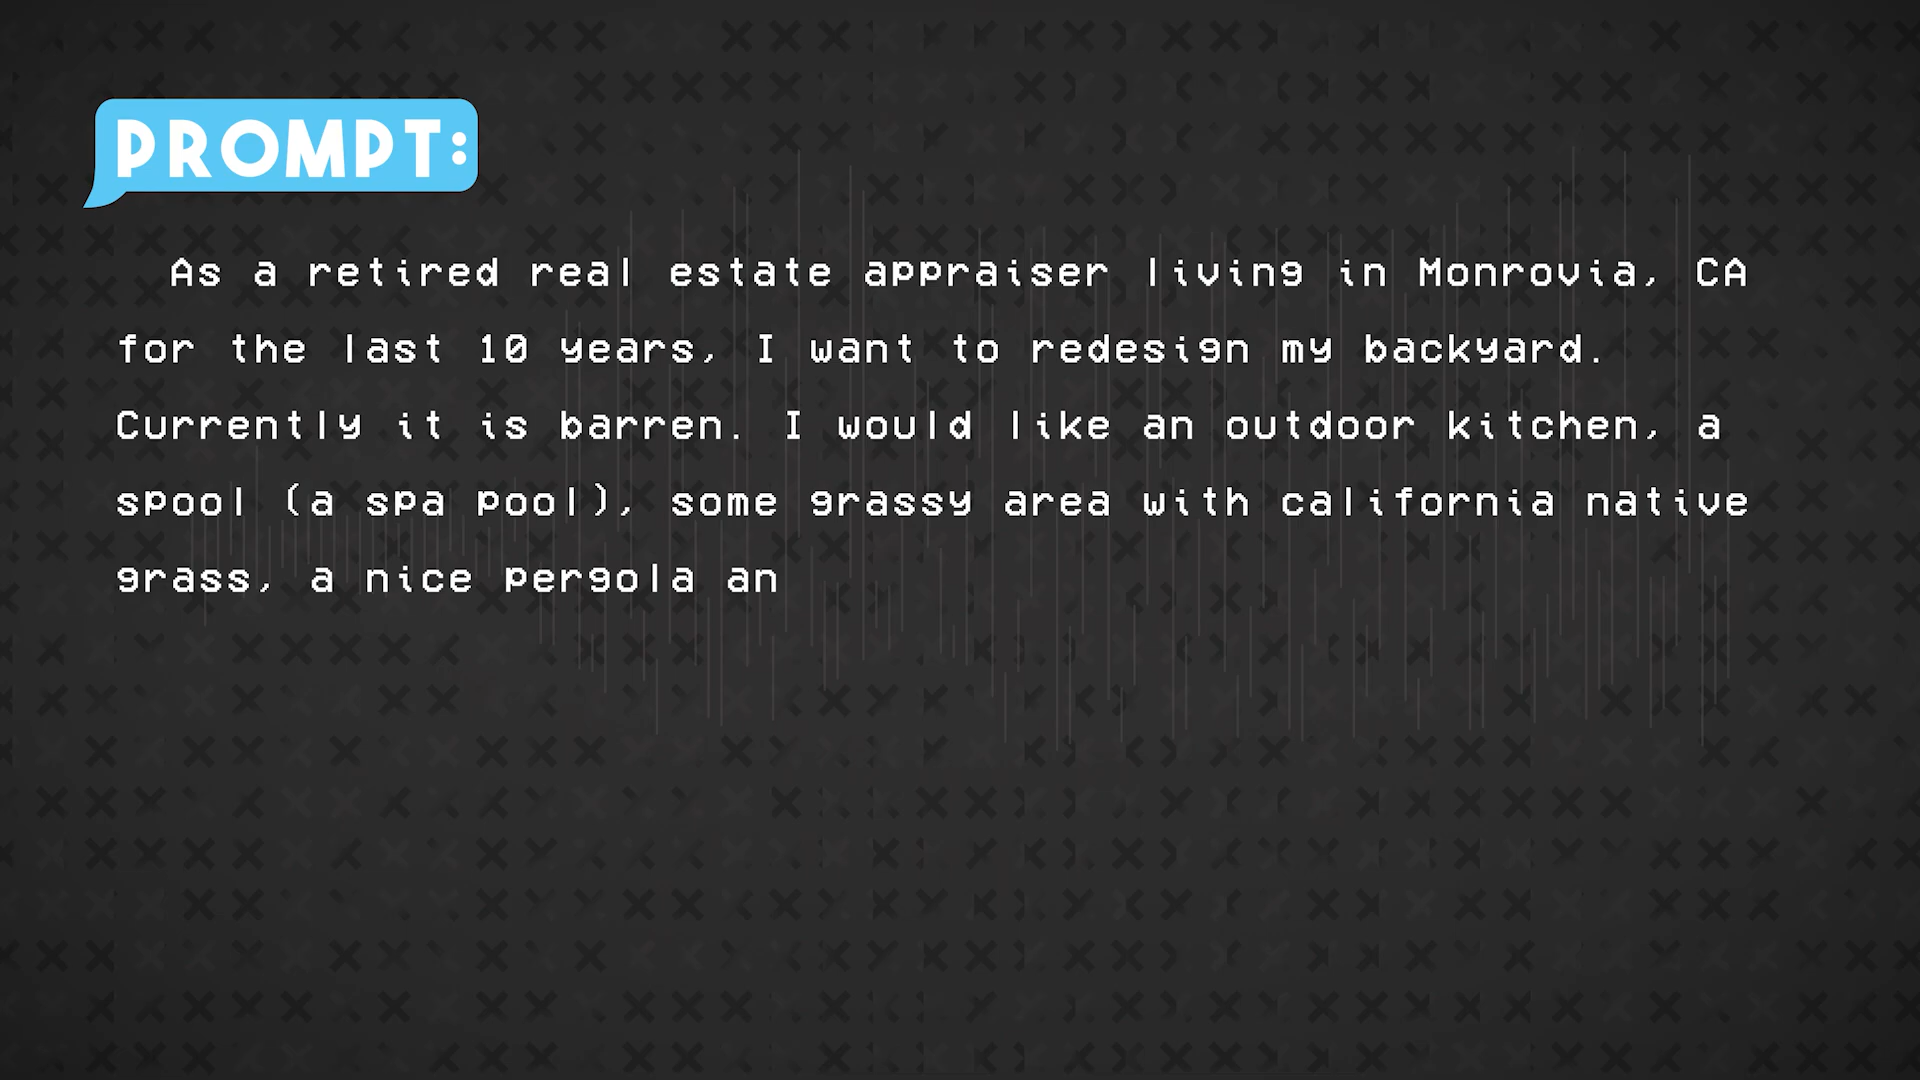 PROMPT:
As a retired real estate appraiser living in Monrovia, CA
for the last 10 years, I want to redesign my backyard.
Currently it is barren. I would like an outdoor kitchen, a
spool (a spa pool), some grassy area with california native
grass, a nice pergola an